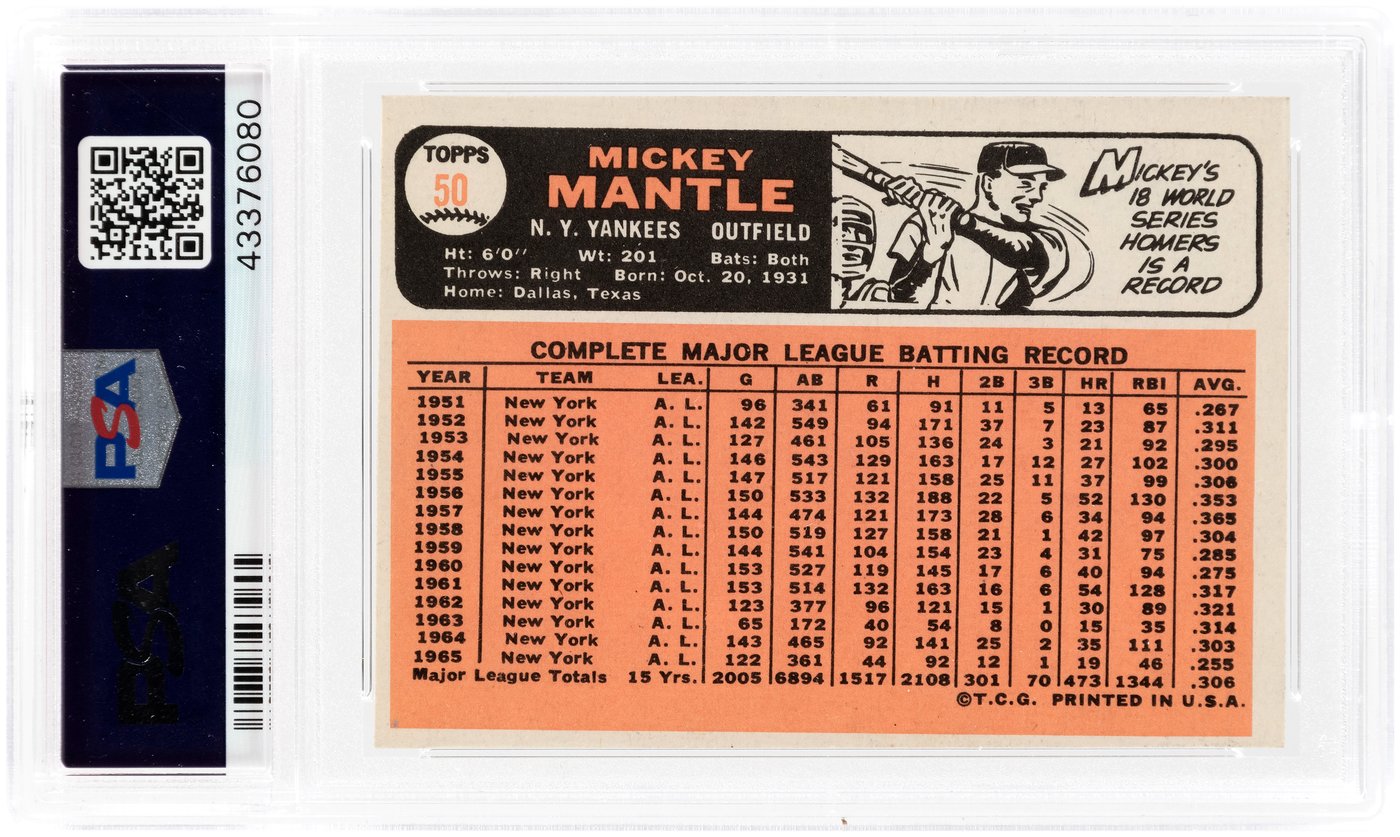 43376080
PSA
PSA
TOPPS
50
MICKEY
MANTLE
N. Y. YANKEES OUTFIELD
Ht: 6'0'' Wt: 201 Bats: Both
Throws: Right Born: Oct. 20, 1931
Home: Dallas, Texas
MICKEY'S
18 WORLD
SERIES
HOMERS
IS A
RECORD
COMPLETE MAJOR LEAGUE BATTING RECORD
YEAR TEAM LEA. G AB R H 2B 3B HR RBI AVG.
1951 New York A. L. 96 341 61 91 11 5 13 65 .267
1952 New York A. L. 142 549 94 171 37 7 23 87 .311
1953 New York A. L. 127 461 105 136 24 3 21 92 .295
1954 New York A. L. 146 543 129 163 17 12 27 102 .300
1955 New York A. L. 147 517 121 158 25 11 37 99 .306
1956 New York A. L. 150 533 132 188 22 5 52 130 .353
1957 New York A. L. 144 474 121 173 28 6 34 94 .365
1958 New York A. L. 150 519 127 158 21 1 42 97 .304
1959 New York A. L. 144 541 104 154 23 4 31 75 .285
1960 New York A. L. 153 527 119 145 17 6 40 94 .275
1961 New York A. L. 153 514 132 163 16 6 54 128 .317
1962 New York A. L. 123 377 96 121 15 1 30 89 .321
1963 New York A. L. 65 172 40 54 8 0 15 35 .314
1964 New York A. L. 143 465 92 141 25 2 35 111 .303
1965 New York A. L. 122 361 44 92 12 1 19 46 .255
Major League Totals 15 Yrs. 2005 6894 1517 2108 301 70 473 1344 .306
©T.C.G. PRINTED IN U.S.A.